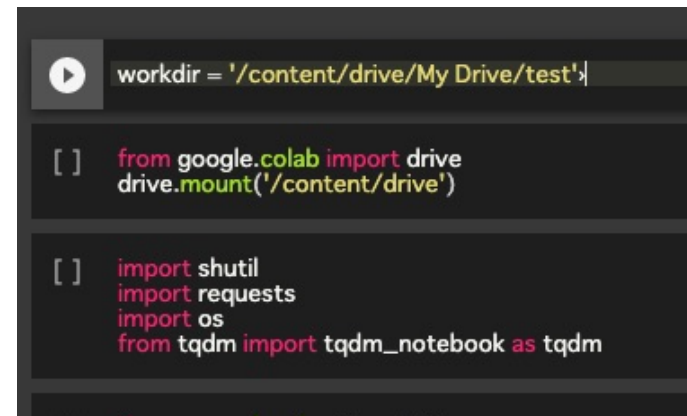 workdir = '/content/drive/My Drive/test'›
[ ] from google.colab import drive
drive.mount('/content/drive')
[ ] import shutil
import requests
import os
from tqdm import tqdm_notebook as tqdm